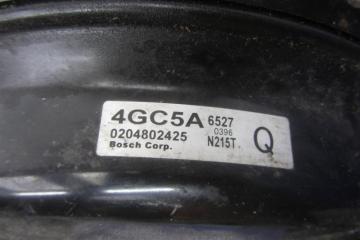 4GC5A 6527
0396
0204802425 N215T Q
Bosch Corp.